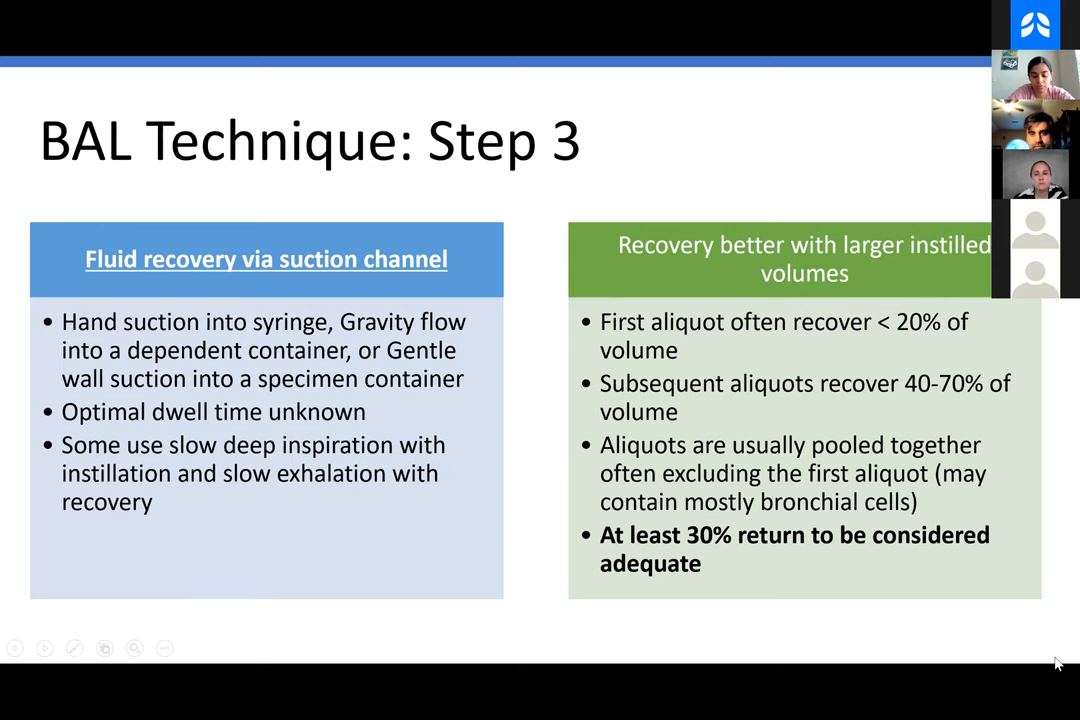 BAL Technique: Step 3
Fluid recovery via suction channel
• Hand suction into syringe, Gravity flow
into a dependent container, or Gentle
wall suction into a specimen container
• Optimal dwell time unknown
• Some use slow deep inspiration with
instillation and slow exhalation with
recovery
Recovery better with larger instilled
volumes
• First aliquot often recover < 20% of
volume
• Subsequent aliquots recover 40-70% of
volume
• Aliquots are usually pooled together
often excluding the first aliquot (may
contain mostly bronchial cells)
• At least 30% return to be considered
adequate